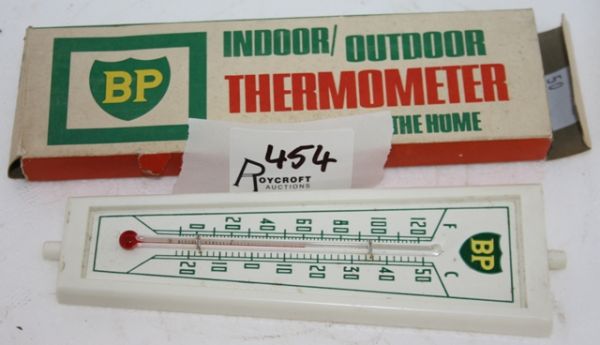 BP
INDOOR/ OUTDOOR
THERMOMETER
THE HOME
50
454
ROYCROFT
AUCTIONS
0 20 40 60 80 100 120 F
20 10 0 10 20 30 40 50 C
BP